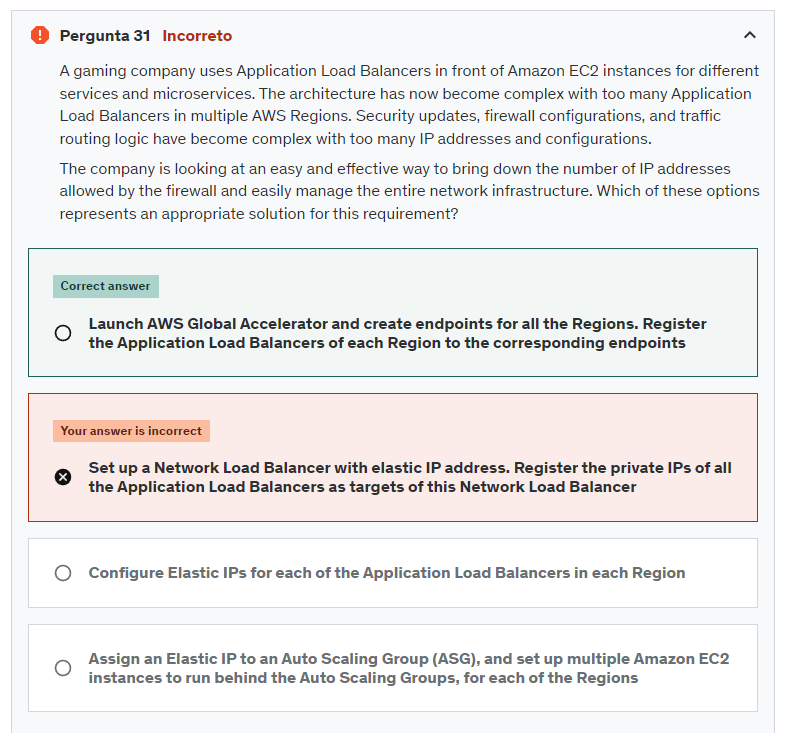 Pergunta 31 Incorreto
A gaming company uses Application Load Balancers in front of Amazon EC2 instances for different
services and microservices. The architecture has now become complex with too many Application
Load Balancers in multiple AWS Regions. Security updates, firewall configurations, and traffic
routing logic have become complex with too many IP addresses and configurations.
The company is looking at an easy and effective way to bring down the number of IP addresses
allowed by the firewall and easily manage the entire network infrastructure. Which of these options
represents an appropriate solution for this requirement?
Correct answer
Launch AWS Global Accelerator and create endpoints for all the Regions. Register
the Application Load Balancers of each Region to the corresponding endpoints
Your answer is incorrect
Set up a Network Load Balancer with elastic IP address. Register the private IPs of all
the Application Load Balancers as targets of this Network Load Balancer
Configure Elastic IPs for each of the Application Load Balancers in each Region
Assign an Elastic IP to an Auto Scaling Group (ASG), and set up multiple Amazon EC2
instances to run behind the Auto Scaling Groups, for each of the Regions